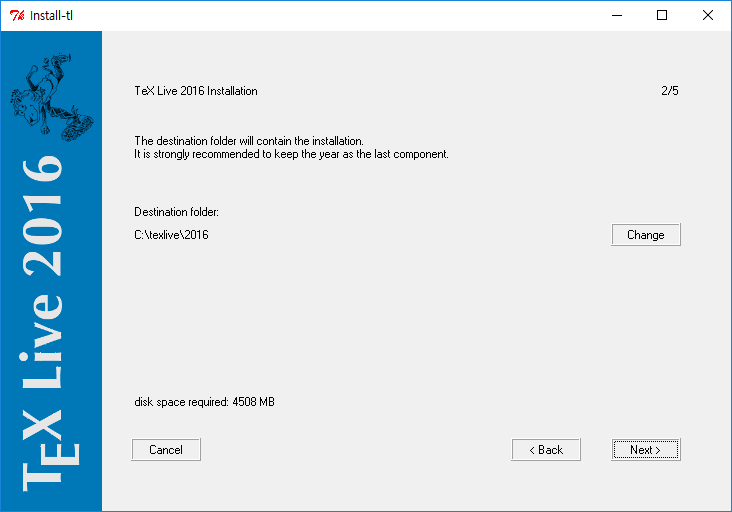 Install-tl
TeX Live 2016
TeX Live 2016 Installation 2/5
The destination folder will contain the installation.
It is strongly recommended to keep the year as the last component.
Destination folder:
C:\texlive\2016 Change
disk space required: 4508 MB
Cancel < Back Next >